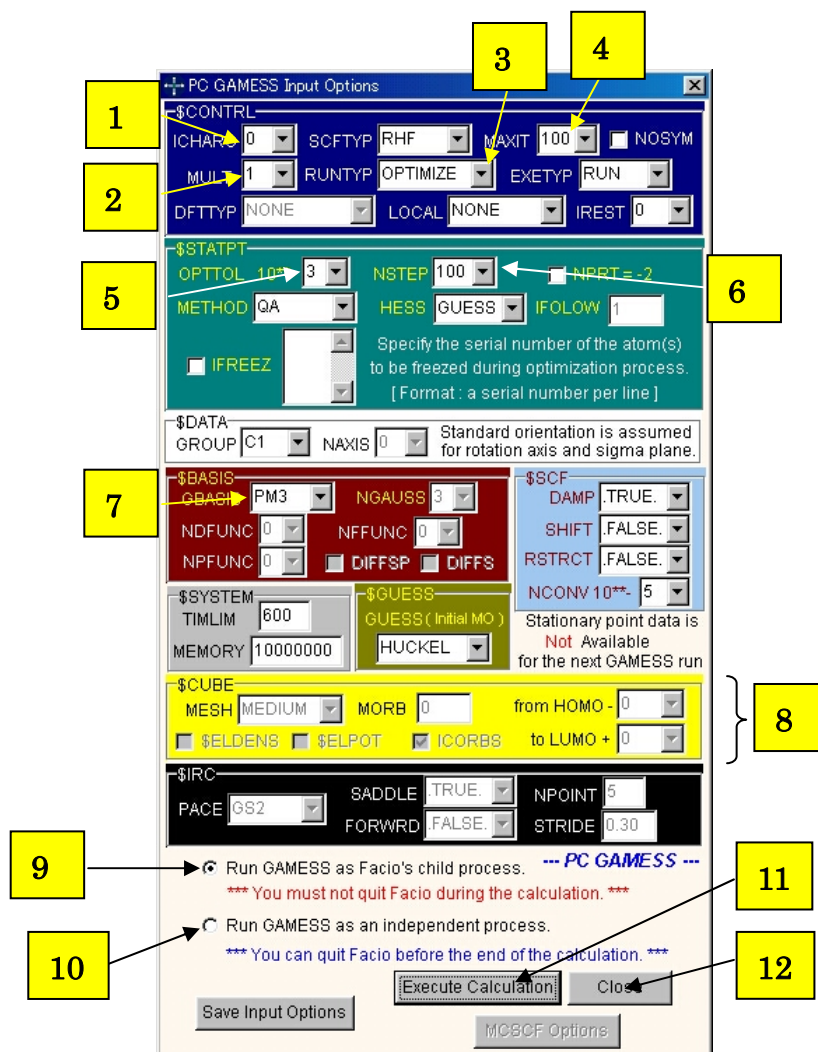 3
4
PC GAMESS Input Options
1
$CONTRL
ICHARG 0 SCFTYP RHF MAXIT 100 NOSYM
2
MULT 1 RUNTYP OPTIMIZE EXETYP RUN
DFTTYP NONE LOCAL NONE IREST 0
$STATPT
OPTTOL 10**- 3 NSTEP 100 NPRT = -2
5
6
METHOD QA HESS GUESS IFOLOW 1
IFREEZ
Specify the serial number of the atom(s)
to be freezed during optimization process.
[ Format : a serial number per line ]
$DATA
GROUP C1 NAXIS 0
Standard orientation is assumed
for rotation axis and sigma plane.
7
$BASIS
GBASIS PM3 NGAUSS 3
NDFUNC 0 NFFUNC 0
NPFUNC 0 DIFFSP DIFFS
$SCF
DAMP .TRUE.
SHIFT .FALSE.
RSTRCT .FALSE.
NCONV 10**- 5
$SYSTEM
TIMLIM 600
MEMORY 10000000
$GUESS
GUESS ( Initial MO )
HUCKEL
Stationary point data is
Not Available
for the next GAMESS run
$CUBE
MESH MEDIUM MORB 0 from HOMO - 0
$ELDENS $ELPOT ICORBS to LUMO + 0
8
$IRC
PACE GS2
SADDLE .TRUE. NPOINT 5
FORWRD .FALSE. STRIDE 0.30
9
Run GAMESS as Facio's child process. --- PC GAMESS ---
*** You must not quit Facio during the calculation. ***
11
Run GAMESS as an independent process.
10
*** You can quit Facio before the end of the calculation. ***
12
Execute Calculation Close
Save Input Options
MCSCF Options